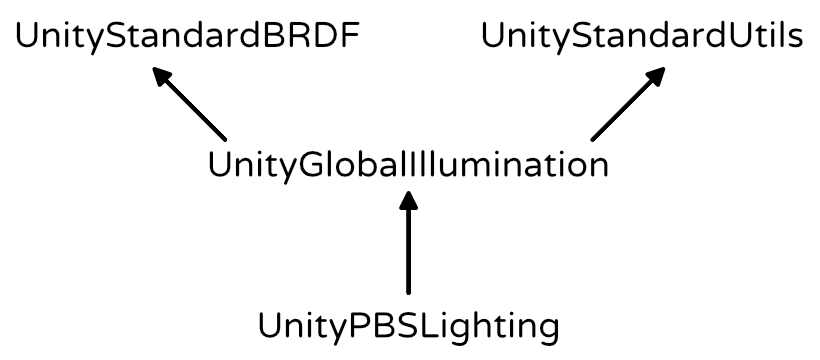 UnityStandardBRDF
UnityStandardUtils
UnityGlobalIllumination
UnityPBSLighting